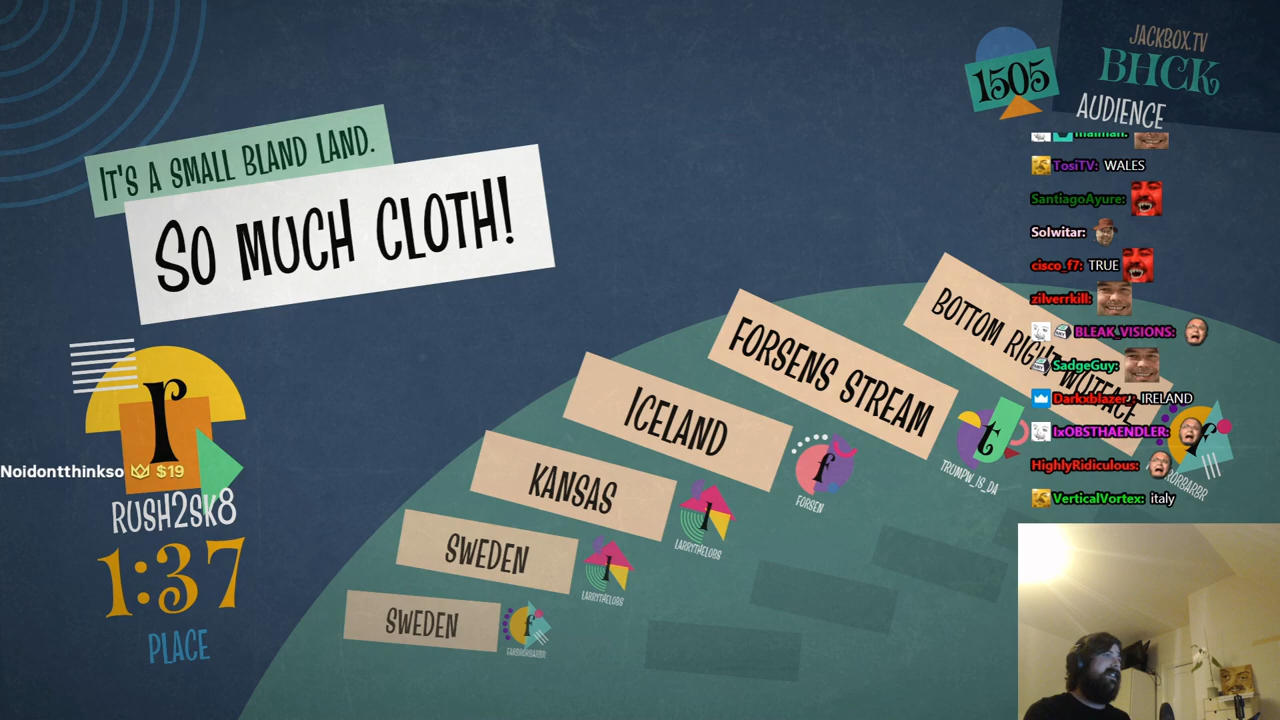 JACKBOX.TV
BHCK
1505
AUDIENCE
IT'S A SMALL BLAND LAND.
SO MUCH CLOTH!
r
Noidontthinkso $19
RUSH2SK8
1:37
PLACE
BOTTOM RIGHT WUTFACE
f
FORSENS STREAM
t
TRUMPW_IS_DA
ICELAND
f
FORSEN
KANSAS
l
LARRYTHELOBS
SWEDEN
l
LARRYTHELOBS
SWEDEN
f
TosiTV: WALES
SantiagoAyure:
Solwitar:
cisco_f7: TRUE
zilverrkill:
BLEAK_VISIONS:
SadgeGuy:
IRELAND
IxOBSTHAENDLER:
HighlyRidiculous:
VerticalVortex: italy